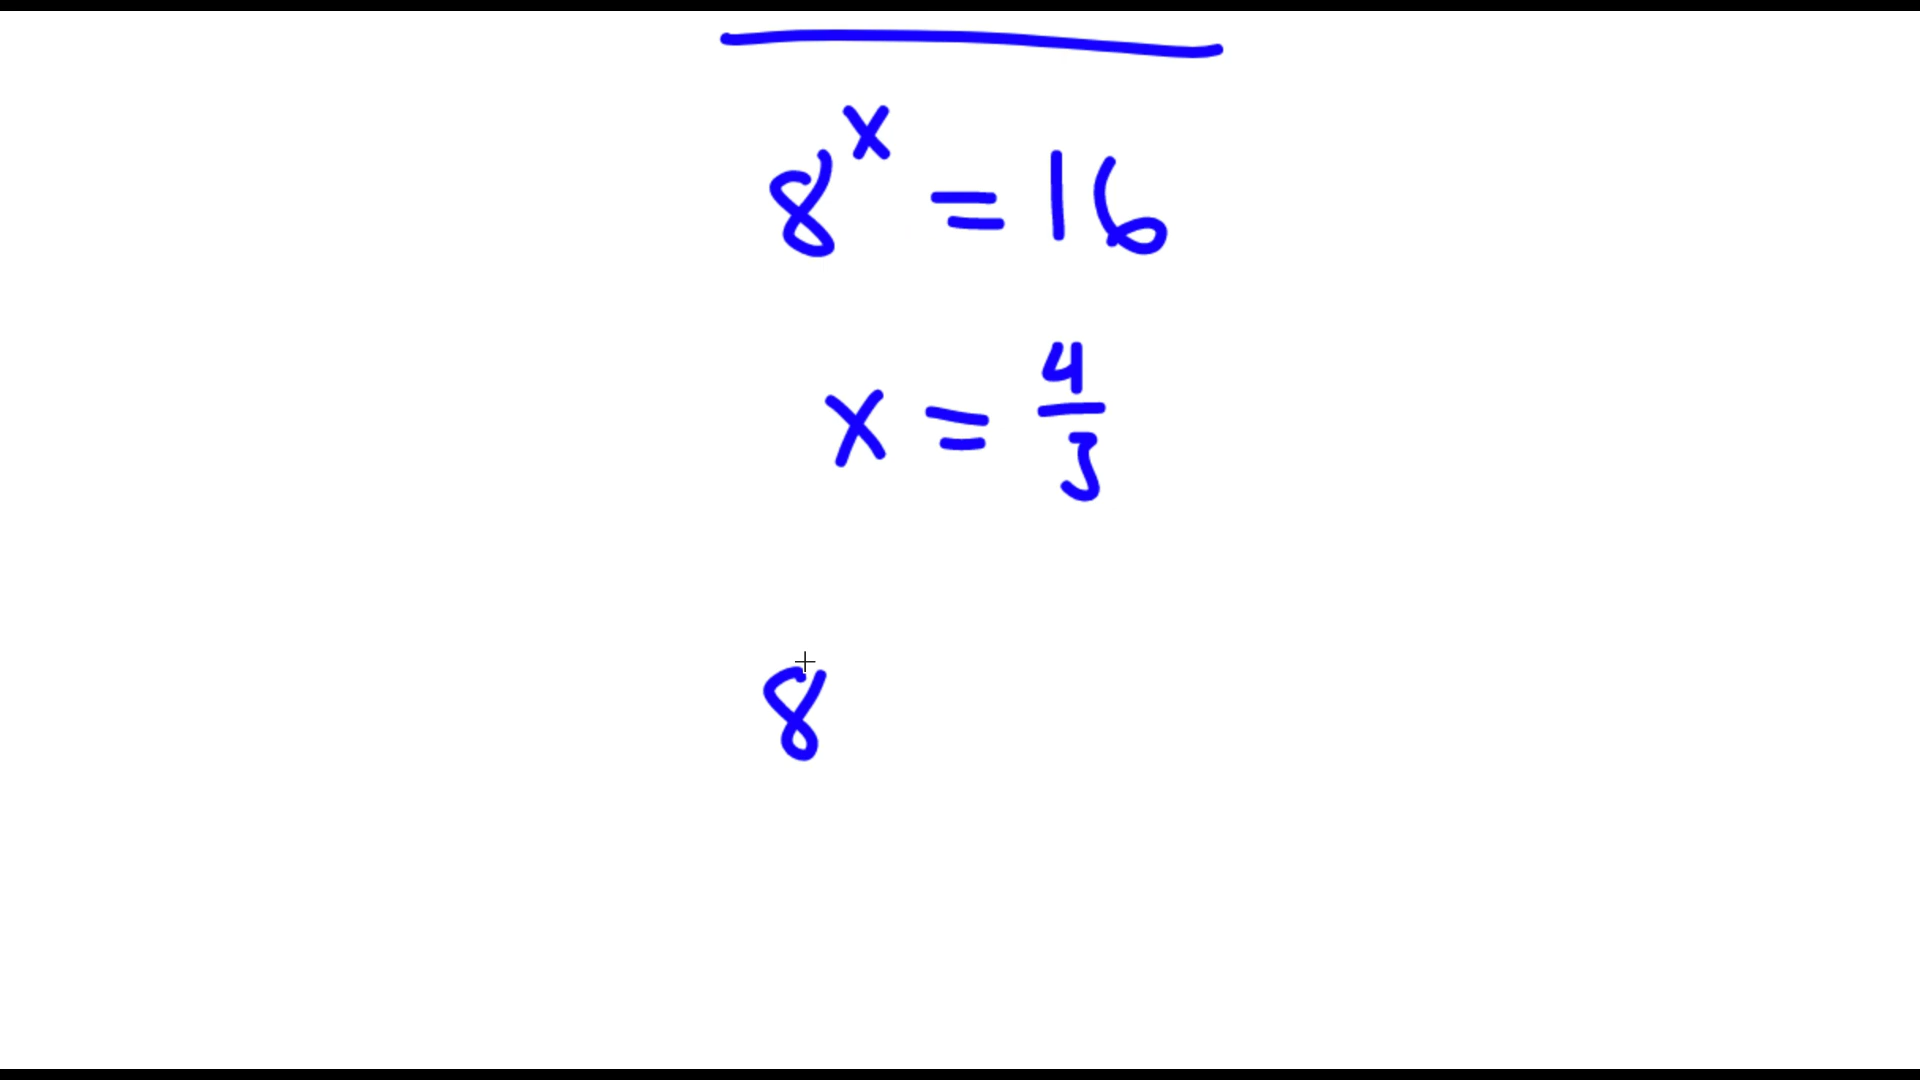 8^x = 16
x = 4/3
8